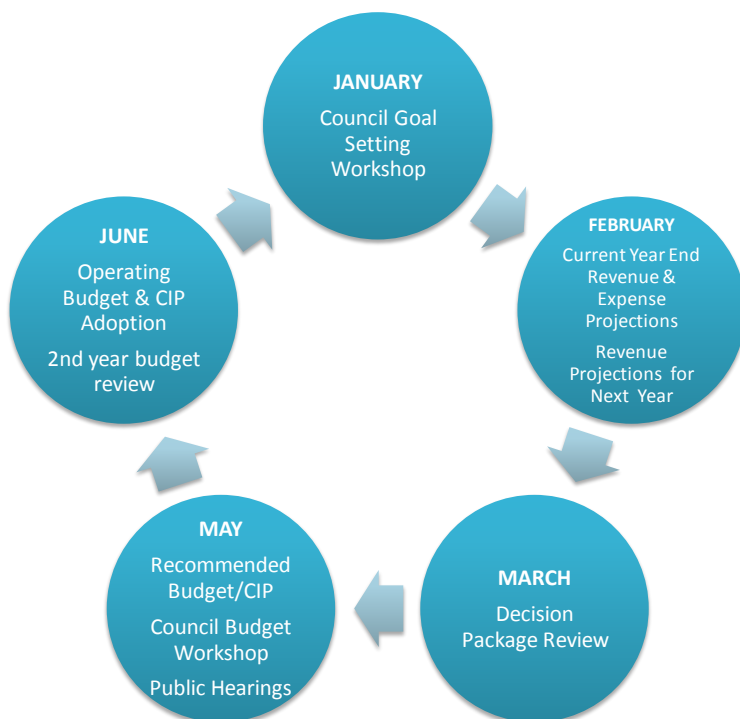 JANUARY
Council Goal
Setting
Workshop
FEBRUARY
Current Year End
Revenue &
Expense
Projections
Revenue
Projections for
Next Year
MARCH
Decision
Package Review
MAY
Recommended
Budget/CIP
Council Budget
Workshop
Public Hearings
JUNE
Operating
Budget & CIP
Adoption
2nd year budget
review